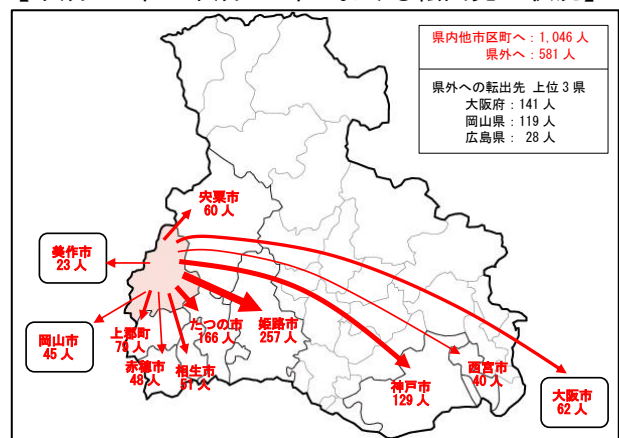 県内他市区町へ：1,046 人
県外へ：581 人
県外への転出先 上位 3 県
大阪府：141 人
岡山県：119 人
広島県： 28 人
宍粟市
60 人
美作市
23 人
岡山市
45 人
上郡町
79 人
赤穂市
48 人
相生市
51 人
たつの市
166 人
姫路市
257 人
神戸市
129 人
西宮市
40 人
大阪市
62 人